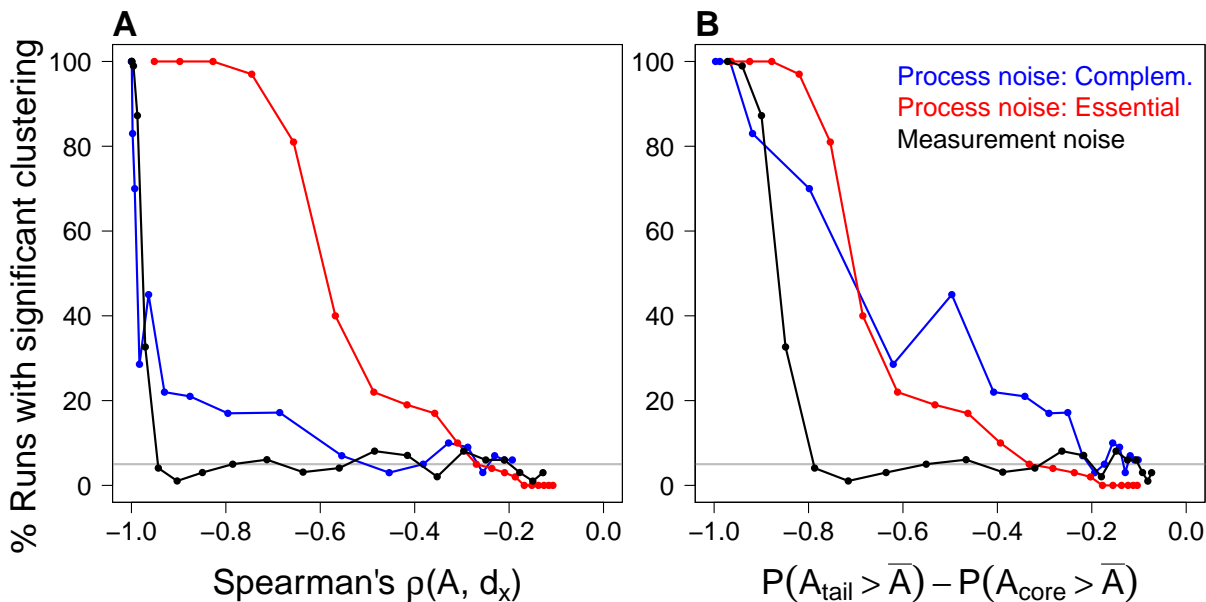 A
B
% Runs with significant clustering
100
80
60
40
20
0
−1.0 −0.8 −0.6 −0.4 −0.2 0.0
Spearman's ρ(A, dₓ)
100
80
60
40
20
0
Process noise: Complem.
Process noise: Essential
Measurement noise
−1.0 −0.8 −0.6 −0.4 −0.2 0.0
P(A_tail > A̅) − P(A_core > A̅)